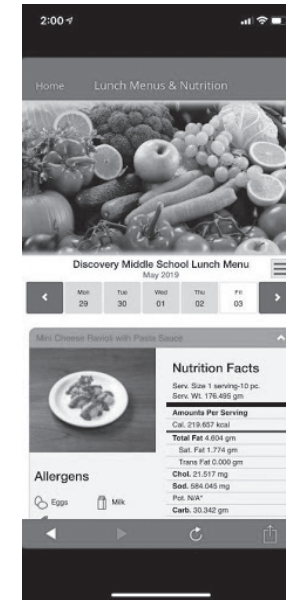 2:00
Home Lunch Menus & Nutrition
Discovery Middle School Lunch Menu
May 2019
Mon Tue Wed Thu Fri
29 30 01 02 03
Mini Cheese Ravioli with Pasta Sauce
Nutrition Facts
Serv. Size 1 serving-10 pc.
Serv. Wt. 176.495 gm
Amounts Per Serving
Cal. 219.657 kcal
Total Fat 4.604 gm
Sat. Fat 1.774 gm
Trans Fat 0.000 gm
Chol. 21.517 mg
Sod. 584.045 mg
Pot. N/A*
Carb. 30.342 gm
Allergens
Eggs Milk